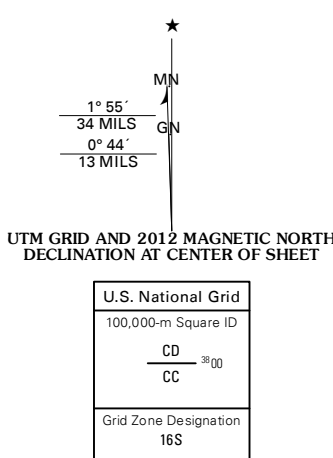 ★
MN
1° 55´
34 MILS
GN
0° 44´
13 MILS
UTM GRID AND 2012 MAGNETIC NORTH
DECLINATION AT CENTER OF SHEET
U.S. National Grid
100,000-m Square ID
CD
3800
CC
Grid Zone Designation
16S